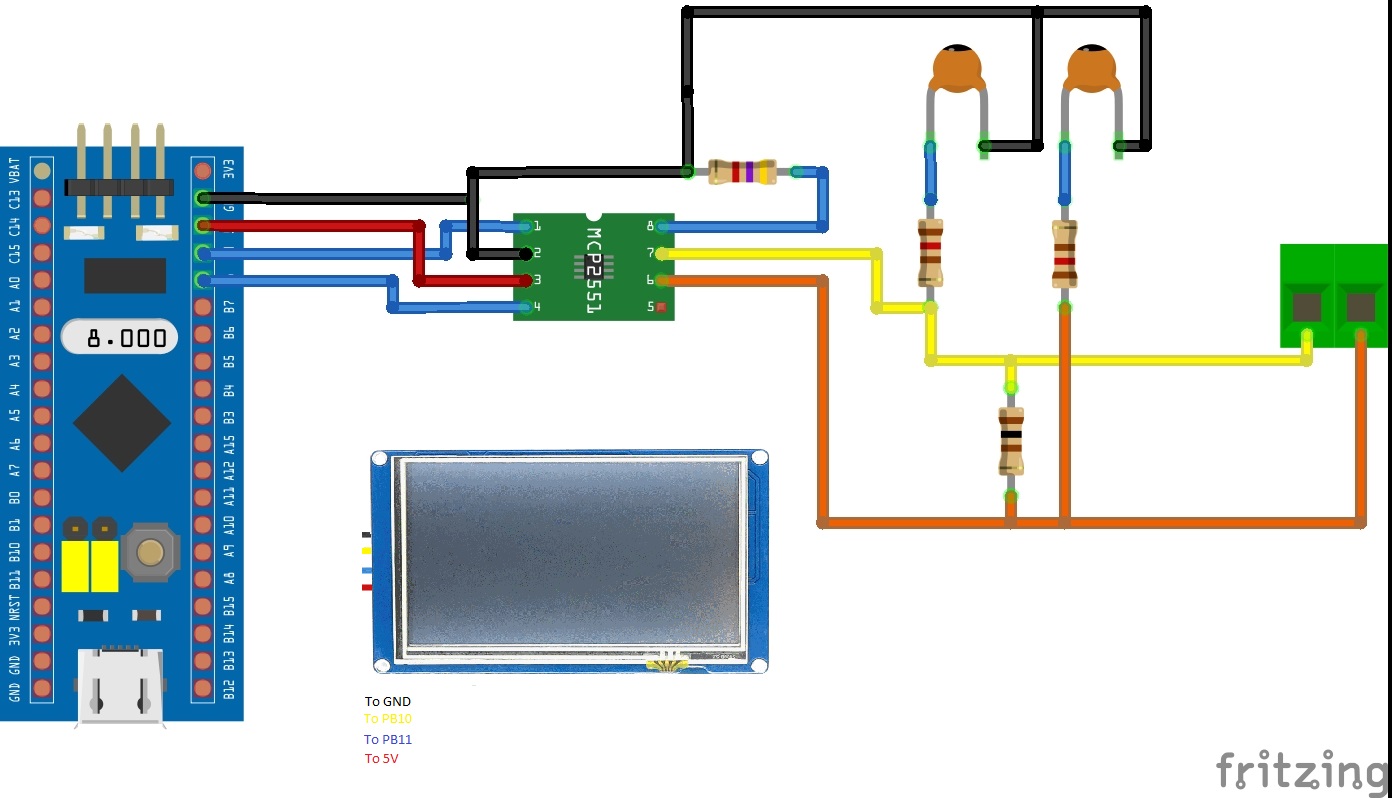 VBAT
C13
C14
C15
A0
A1
A2
A3
A4
A5
A6
A7
B0
B1
B10
B11
NRST
3V3
GND
GND
8.000
3V3
G
B7
B6
B5
B4
B3
A15
A12
A11
A10
A9
A8
B15
B14
B13
B12
1
2
3
4
MCP2551
8
7
6
5
To GND
To PB10
To PB11
To 5V
fritzing